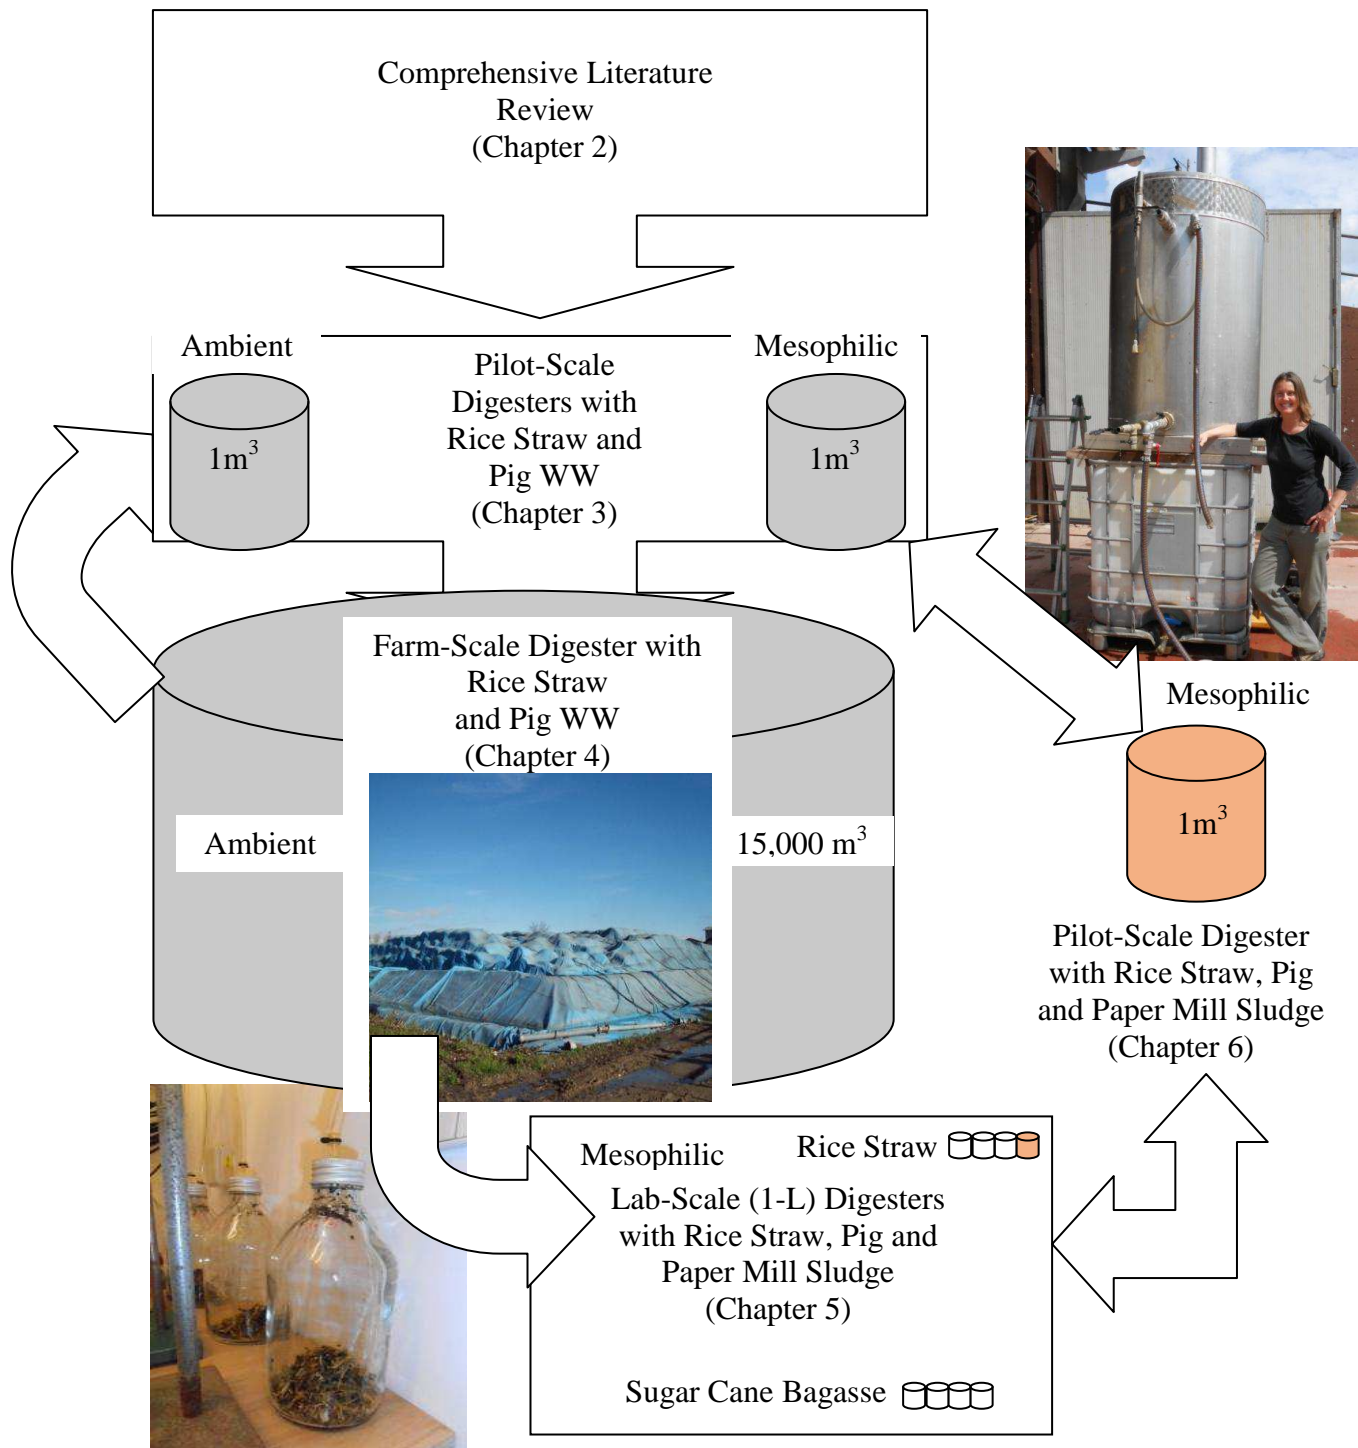 Comprehensive Literature
Review
(Chapter 2)
Ambient
Mesophilic
Pilot-Scale
Digesters with
Rice Straw and
Pig WW
(Chapter 3)
1m³
1m³
Farm-Scale Digester with
Rice Straw
and Pig WW
(Chapter 4)
Ambient
15,000 m³
Mesophilic
1m³
Pilot-Scale Digester
with Rice Straw, Pig
and Paper Mill Sludge
(Chapter 6)
Mesophilic
Rice Straw
Lab-Scale (1-L) Digesters
with Rice Straw, Pig and
Paper Mill Sludge
(Chapter 5)
Sugar Cane Bagasse